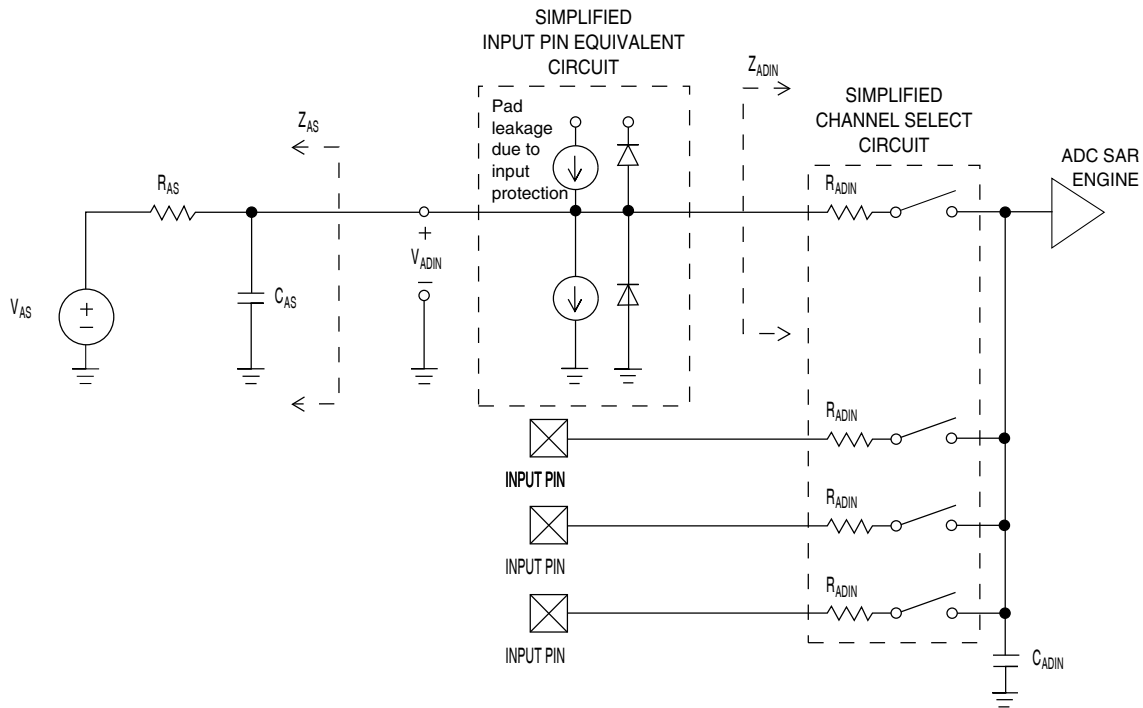 SIMPLIFIED
INPUT PIN EQUIVALENT
CIRCUIT
Pad
leakage
due to
input
protection
Z_ADIN
SIMPLIFIED
CHANNEL SELECT
CIRCUIT
ADC SAR
ENGINE
Z_AS
R_AS
R_ADIN
+
V_ADIN
–
V_AS
+
–
C_AS
R_ADIN
INPUT PIN
R_ADIN
INPUT PIN
R_ADIN
INPUT PIN
C_ADIN